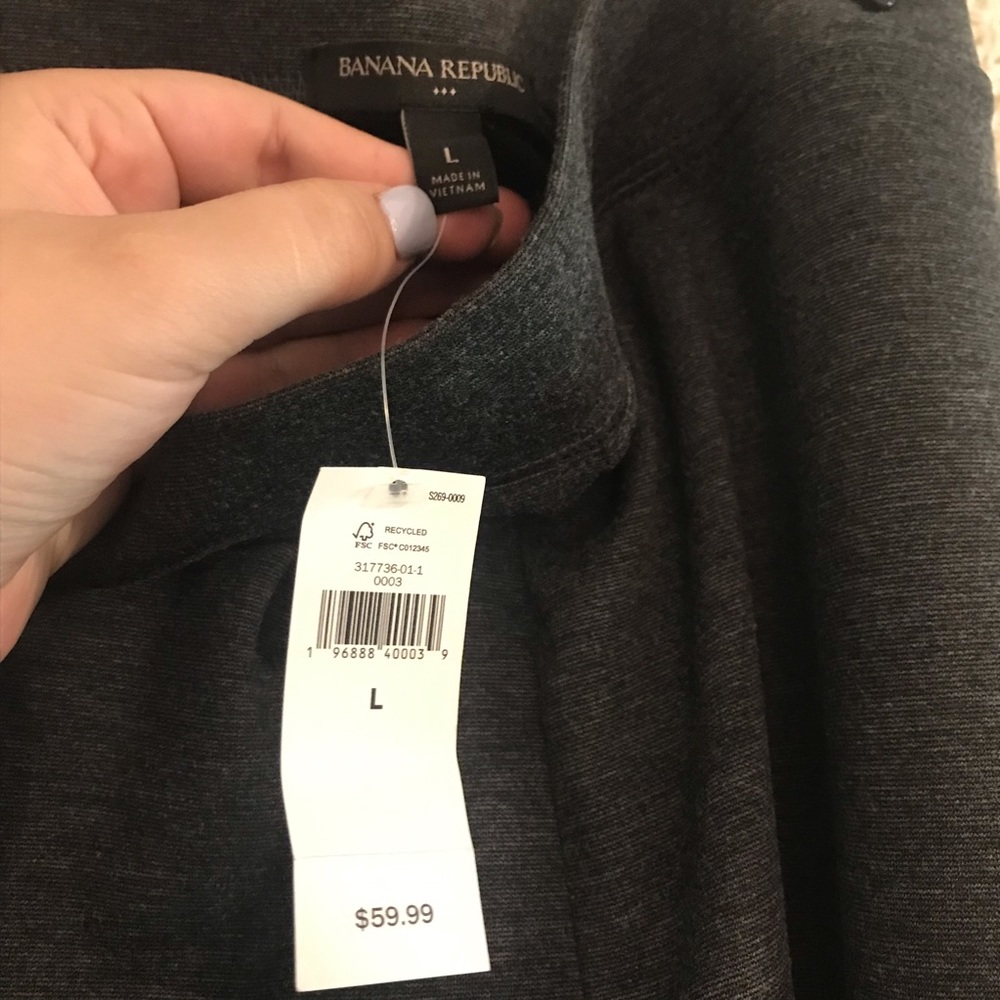 BANANA REPUBLIC
L
MADE IN
VIETNAM
S269-0009
RECYCLED
FSC FSC® C012345
317736-01-1
0003
1 96888 40003 9
L
$59.99